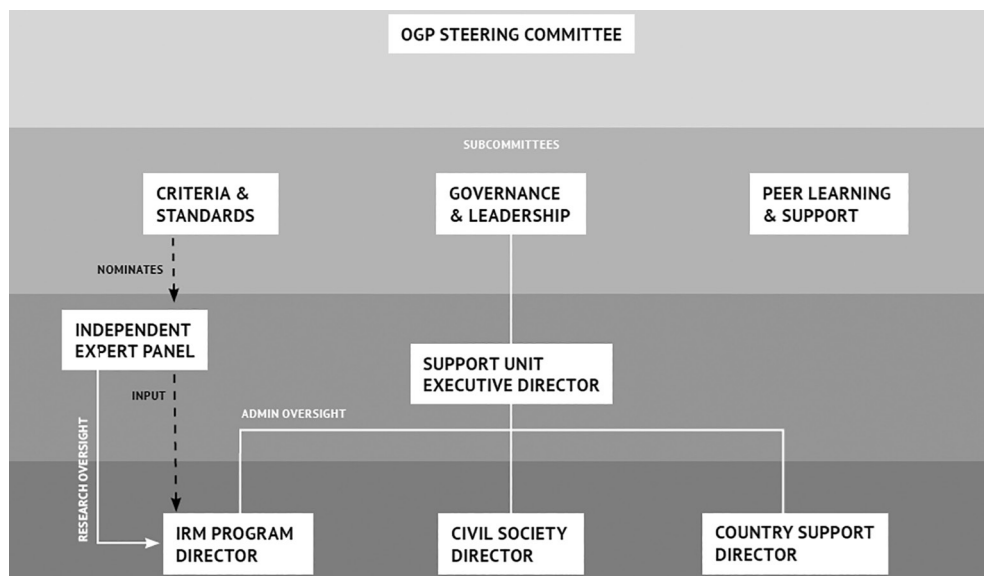 OGP STEERING COMMITTEE
SUBCOMMITTEES
CRITERIA &
STANDARDS
GOVERNANCE
& LEADERSHIP
PEER LEARNING
& SUPPORT
NOMINATES
INDEPENDENT
EXPERT PANEL
SUPPORT UNIT
EXECUTIVE DIRECTOR
INPUT
ADMIN OVERSIGHT
RESEARCH OVERSIGHT
IRM PROGRAM
DIRECTOR
CIVIL SOCIETY
DIRECTOR
COUNTRY SUPPORT
DIRECTOR